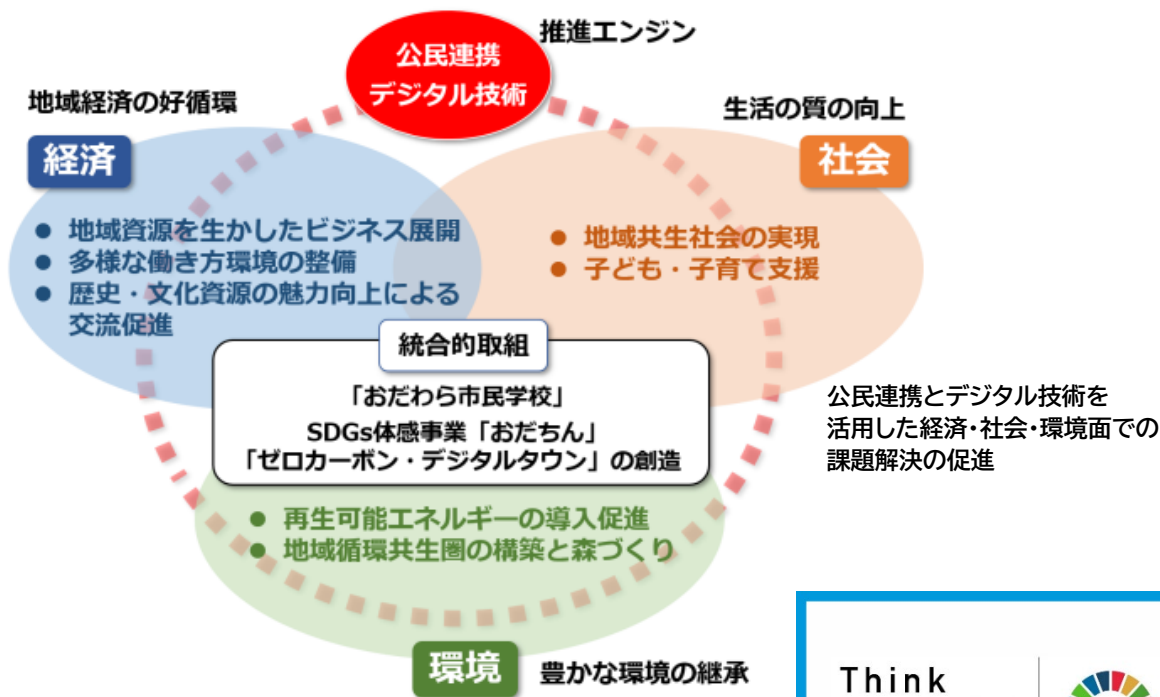 推進エンジン
公民連携
デジタル技術
地域経済の好循環
経済
生活の質の向上
社会
● 地域資源を生かしたビジネス展開
● 多様な働き方環境の整備
● 歴史・文化資源の魅力向上による
交流促進
● 地域共生社会の実現
● 子ども・子育て支援
統合的取組
「おだわら市民学校」
SDGs体感事業「おだちん」
「ゼロカーボン・デジタルタウン」の創造
公民連携とデジタル技術を
活用した経済・社会・環境面での
課題解決の促進
● 再生可能エネルギーの導入促進
● 地域循環共生圏の構築と森づくり
環境
豊かな環境の継承
Think